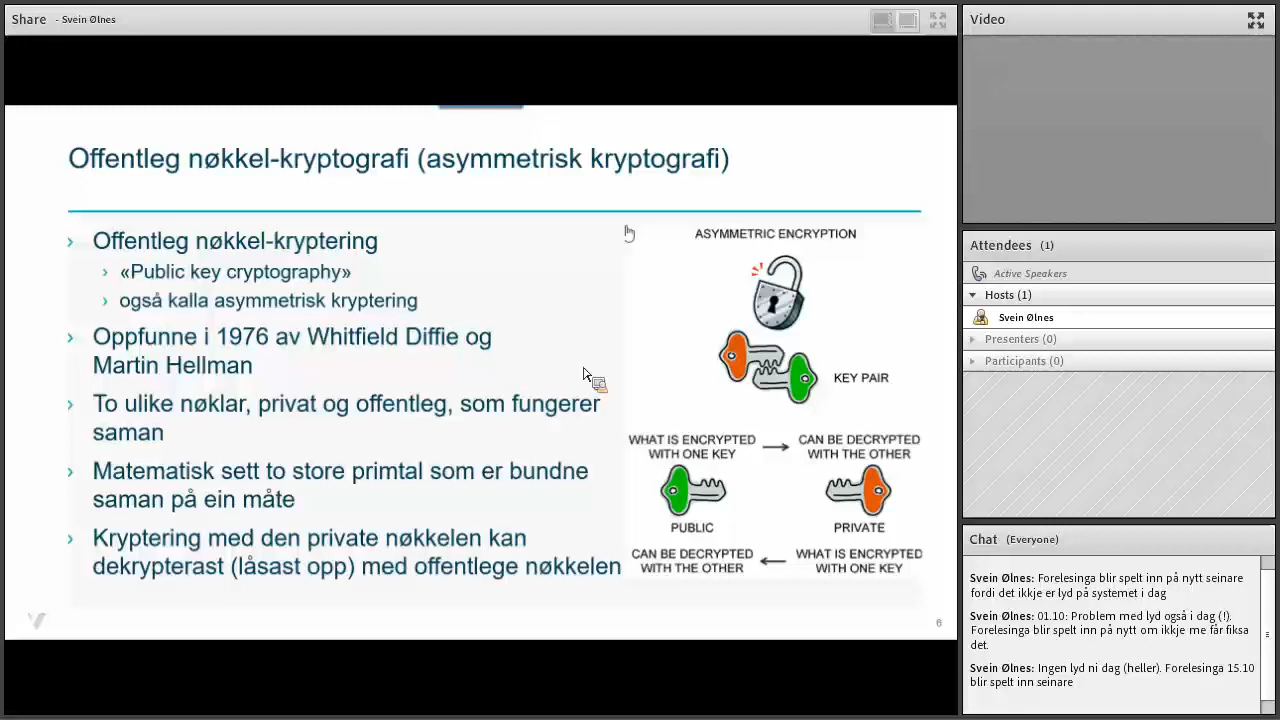 Share - Svein Ølnes
Offentleg nøkkel-kryptografi (asymmetrisk kryptografi)
› Offentleg nøkkel-kryptering
› «Public key cryptography»
› også kalla asymmetrisk kryptering
› Oppfunne i 1976 av Whitfield Diffie og
Martin Hellman
› To ulike nøklar, privat og offentleg, som fungerer
saman
› Matematisk sett to store primtal som er bundne
saman på ein måte
› Kryptering med den private nøkkelen kan
dekrypterast (låsast opp) med offentlege nøkkelen
ASYMMETRIC ENCRYPTION
KEY PAIR
WHAT IS ENCRYPTED
WITH ONE KEY
CAN BE DECRYPTED
WITH THE OTHER
PUBLIC
PRIVATE
CAN BE DECRYPTED
WITH THE OTHER
WHAT IS ENCRYPTED
WITH ONE KEY
6
Video
Attendees (1)
Active Speakers
Hosts (1)
Svein Ølnes
Presenters (0)
Participants (0)
Chat (Everyone)
Svein Ølnes: Forelesinga blir spelt inn på nytt seinare
fordi det ikkje er lyd på systemet i dag
Svein Ølnes: 01.10: Problem med lyd også i dag (!).
Forelesinga blir spelt inn på nytt om ikkje me får fiksa
det.
Svein Ølnes: Ingen lyd ni dag (heller). Forelesinga 15.10
blir spelt inn seinare